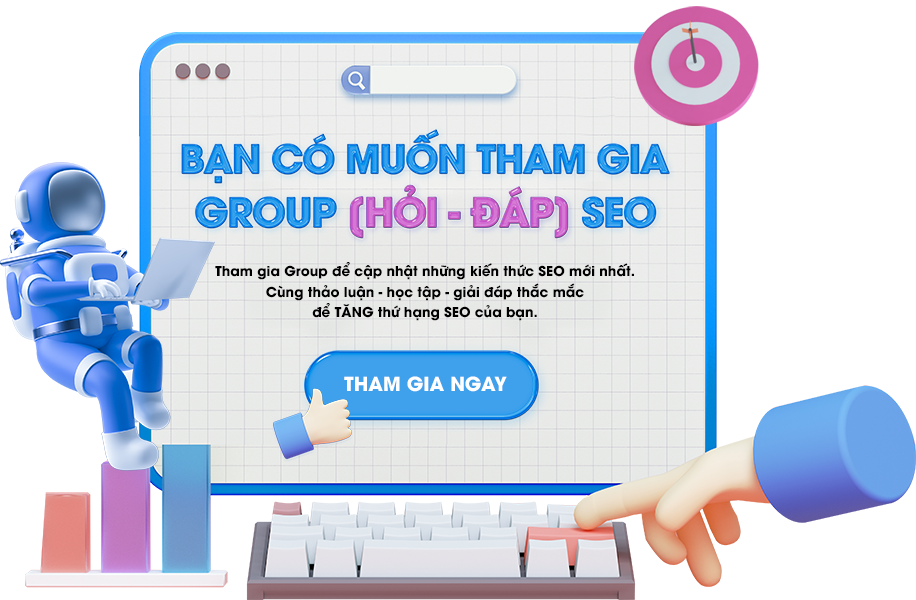 BẠN CÓ MUỐN THAM GIA
GROUP (HỎI - ĐÁP) SEO
Tham gia Group để cập nhật những kiến thức SEO mới nhất.
Cùng thảo luận - học tập - giải đáp thắc mắc
để TĂNG thứ hạng SEO của bạn.
THAM GIA NGAY